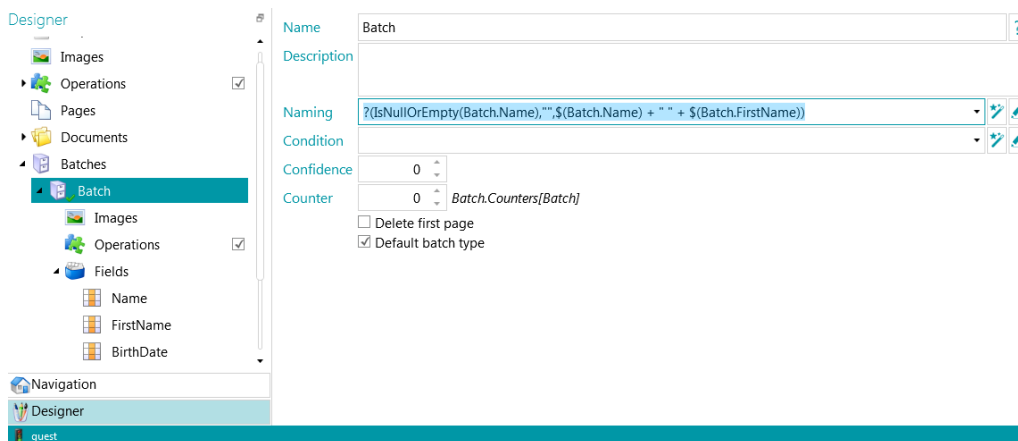 Designer
Images
Operations
Pages
Documents
Batches
Batch
Images
Operations
Fields
Name
FirstName
BirthDate
Navigation
Designer
guest
Name Batch ?
Description
Naming ?(IsNullOrEmpty(Batch.Name),"",$(Batch.Name) + " " + $(Batch.FirstName))
Condition
Confidence 0
Counter 0 Batch.Counters[Batch]
Delete first page
Default batch type